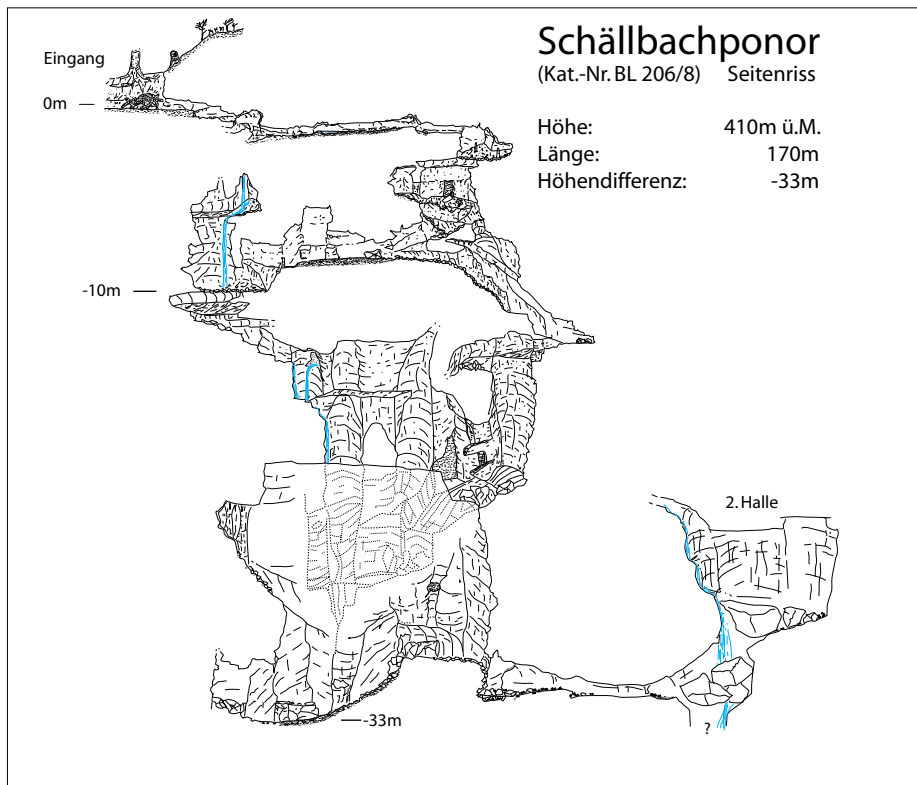 Schällbachponor
(Kat.-Nr. BL 206/8) Seitenriss
Höhe: 410m ü.M.
Länge: 170m
Höhendifferenz: -33m
Eingang
0m
-10m
2.Halle
-33m
?